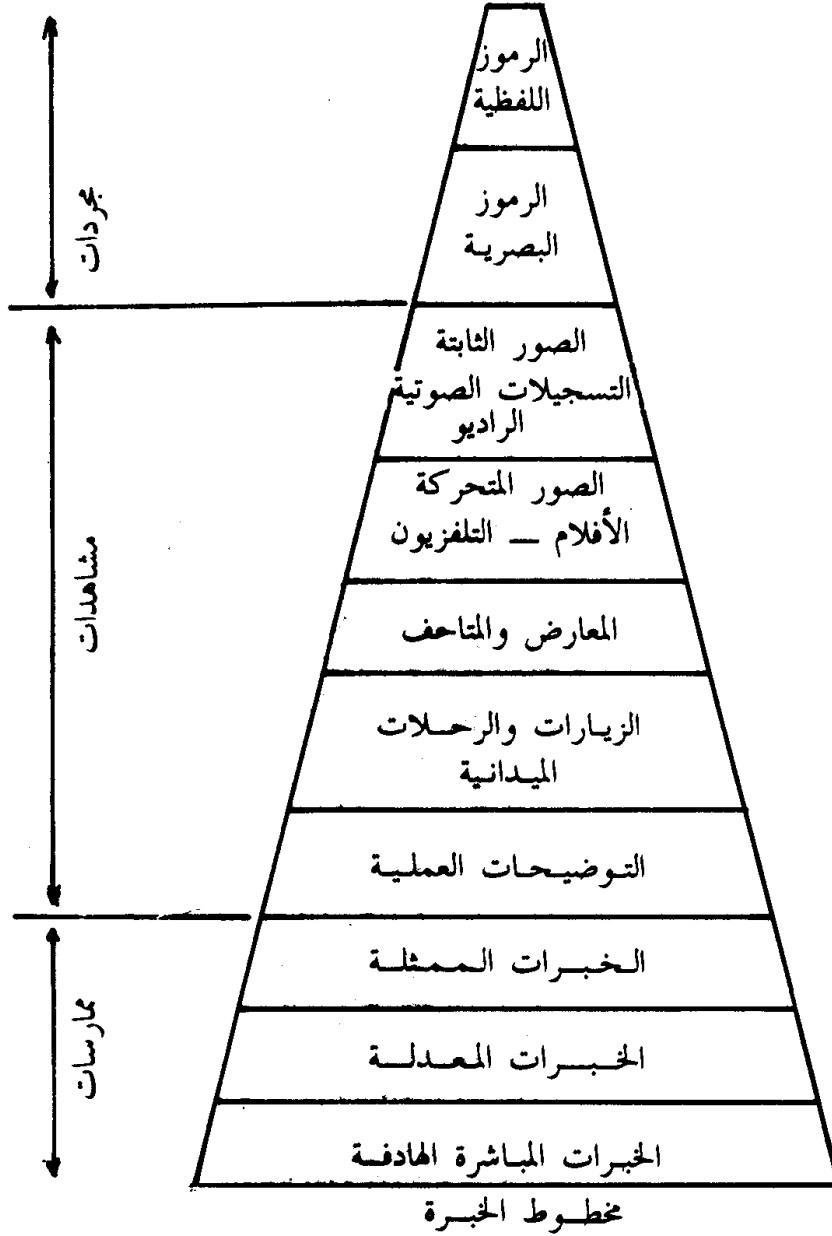 الرموز
اللفظية
الرموز
البصرية
مجردات
الصور الثابتة
التسجيلات الصوتية
الراديو
الصور المتحركة
الأفلام — التلفزيون
المعارض والمتاحف
الزيارات والرحلات
الميدانية
التوضيحات العملية
مشاهدات
الخبرات الممثلة
الخبرات المعدلة
الخبرات المباشرة الهادفة
ممارسات
مخطوط الخبرة